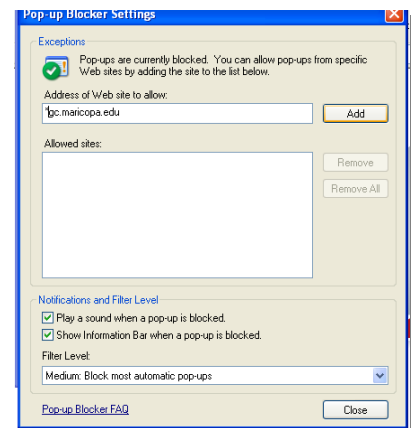 Pop-up Blocker Settings
Exceptions
Pop-ups are currently blocked. You can allow pop-ups from specific
Web sites by adding the site to the list below.
Address of Web site to allow:
*gc.maricopa.edu
Add
Allowed sites:
Remove
Remove All
Notifications and Filter Level
Play a sound when a pop-up is blocked.
Show Information Bar when a pop-up is blocked.
Filter Level:
Medium: Block most automatic pop-ups
Pop-up Blocker FAQ
Close